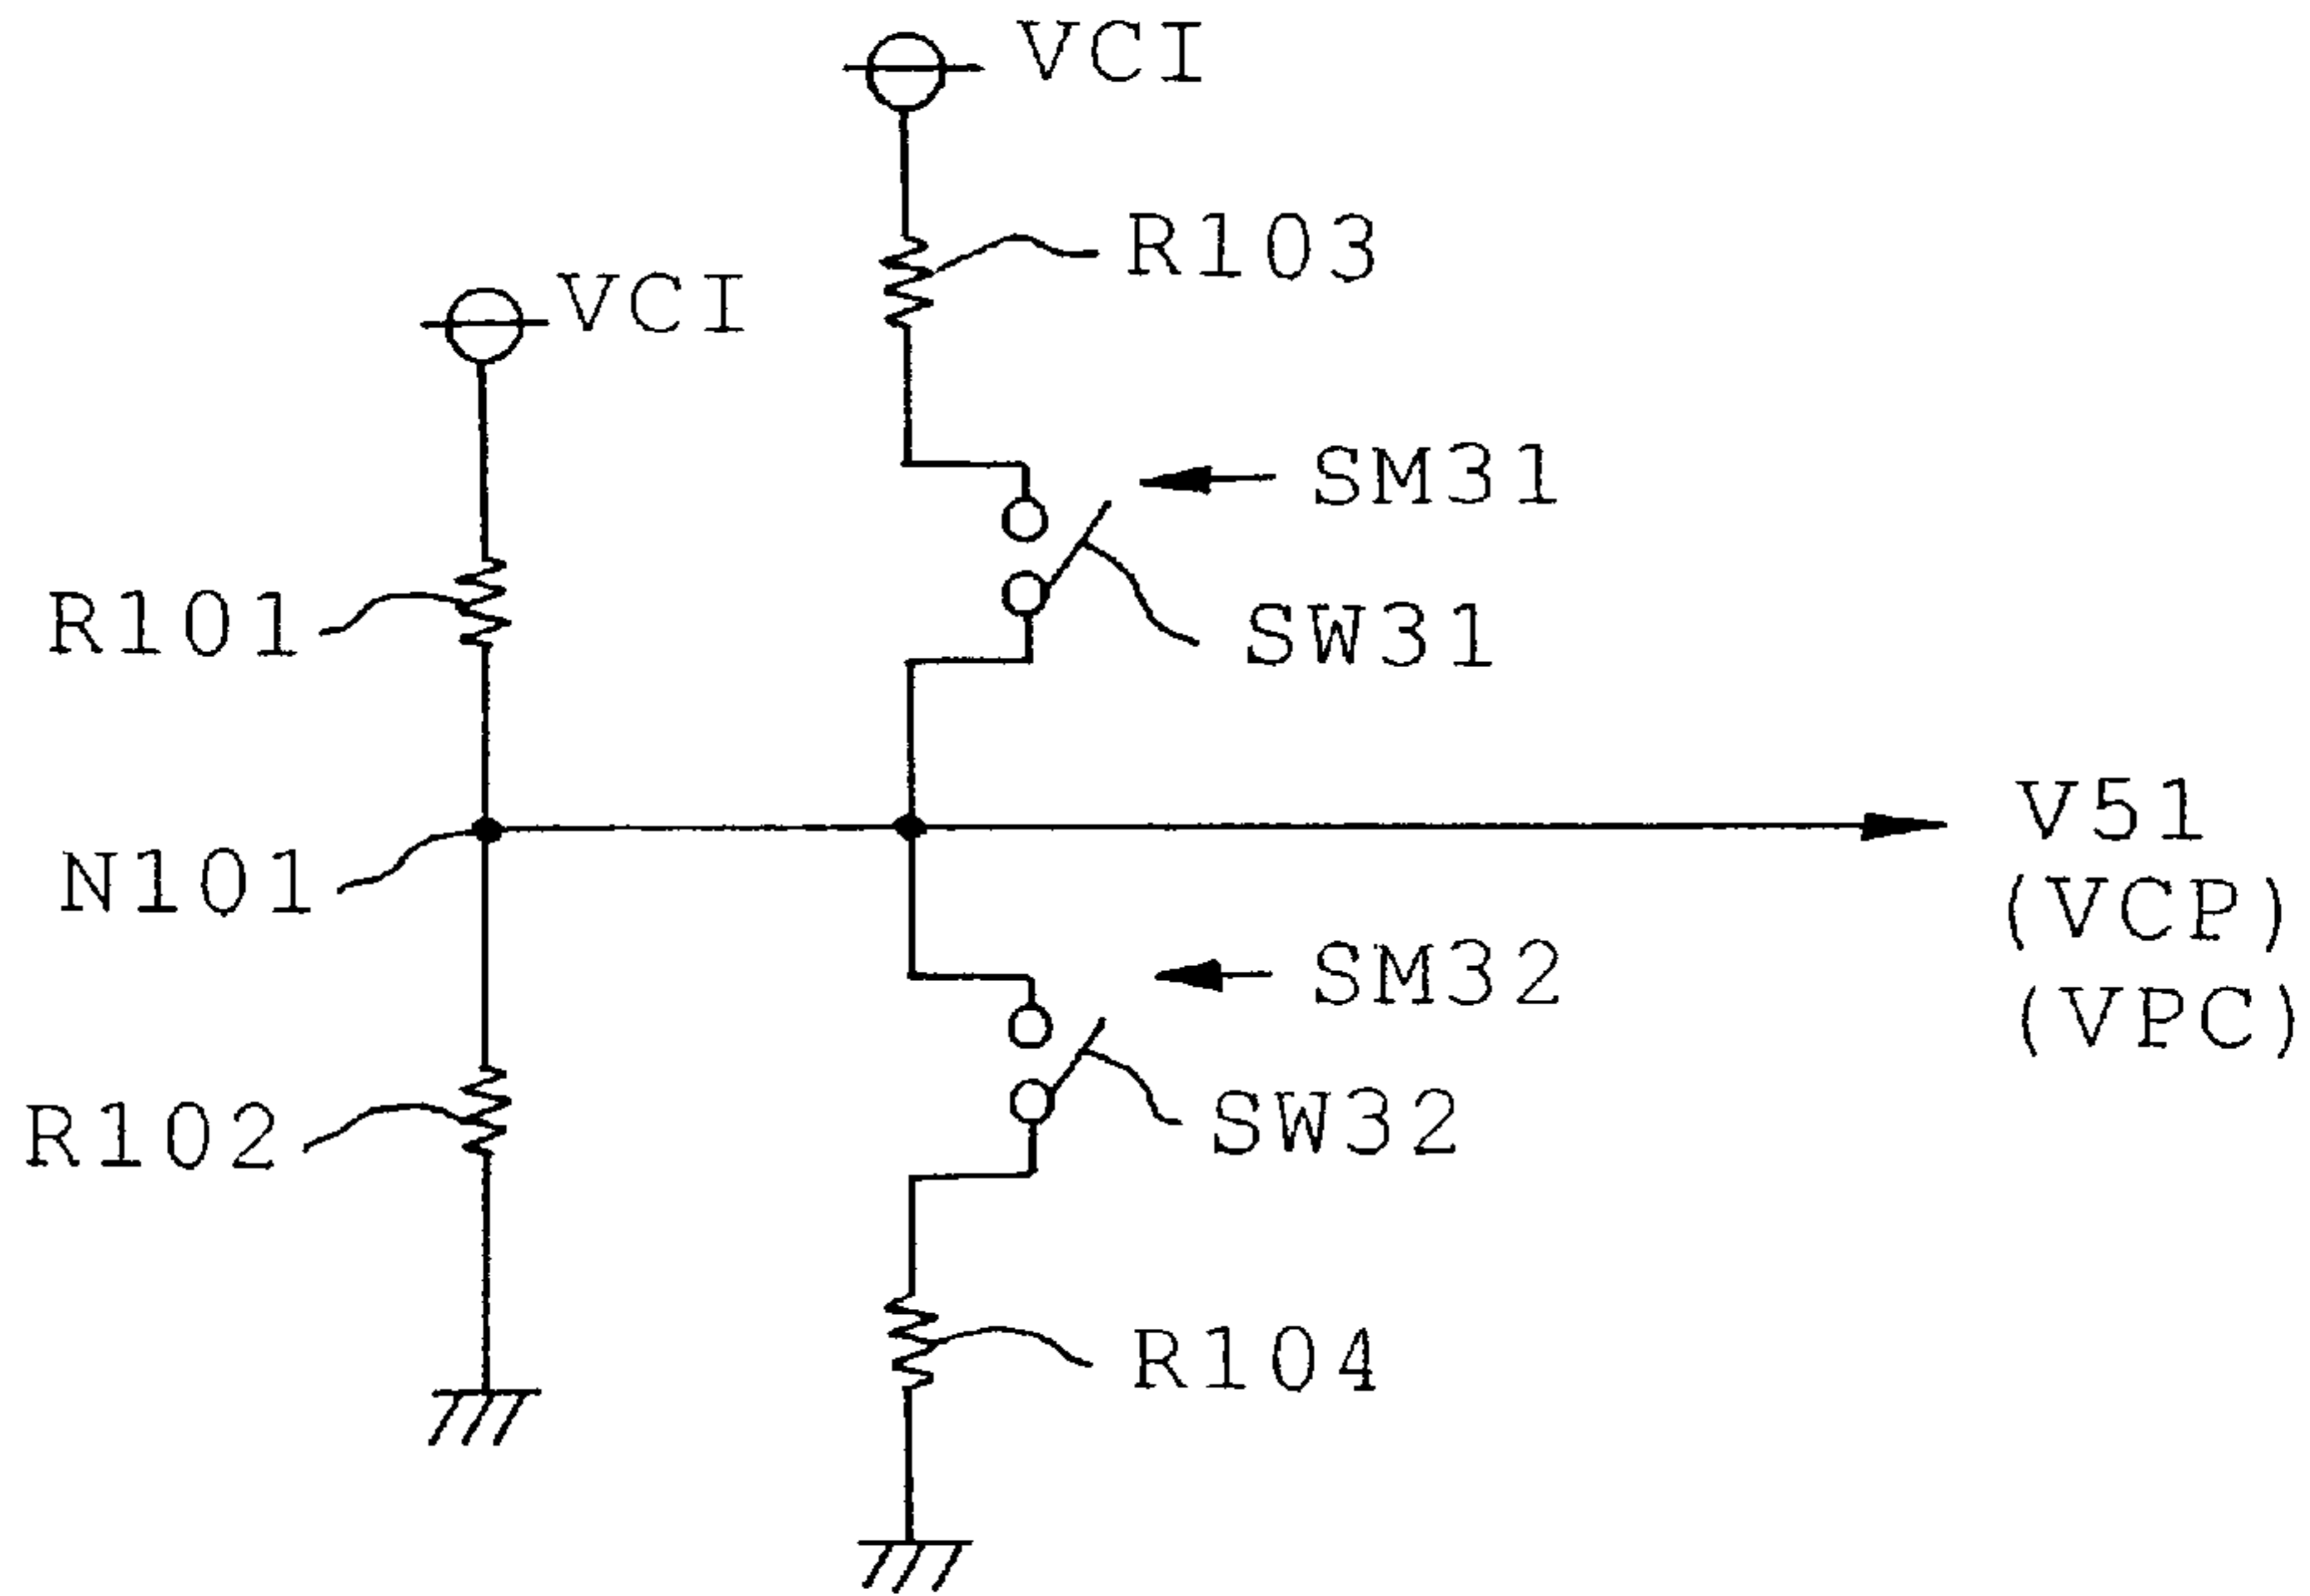 VCI
R103
VCI
SM31
R101
SW31
V51
N101
(VCP)
SM32
(VPC)
R102
SW32
R104